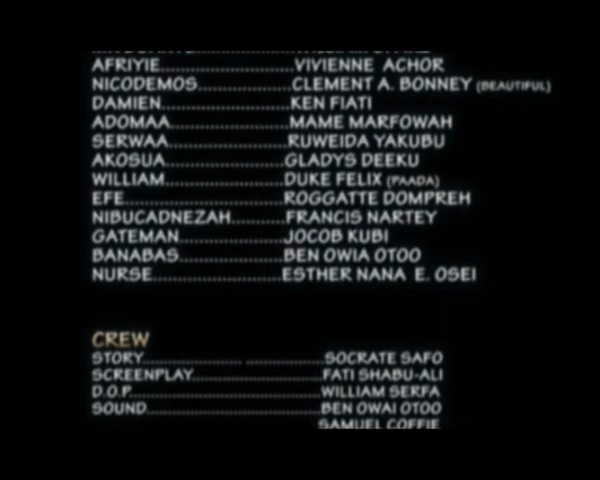 AFRIYIE VIVIENNE ACHOR
NICODEMOS CLEMENT A. BONNEY (BEAUTIFUL)
DAMIEN KEN FIATI
ADOMAA MAME MARFOWAH
SERWAA RUWEIDA YAKUBU
AKOSUA GLADYS DEEKU
WILLIAM DUKE FELIX (PAADA)
EFE ROGGATTE DOMPREH
NIBUCADNEZAH FRANCIS NARTEY
GATEMAN JOCOB KUBI
BANABAS BEN OWIA OTOO
NURSE ESTHER NANA E. OSEI
CREW
STORY SOCRATE SAFO
SCREENPLAY FATI SHABU-ALI
D.O.P. WILLIAM SERFA
SOUND BEN OWAI OTOO
SAMUEL COFFIE